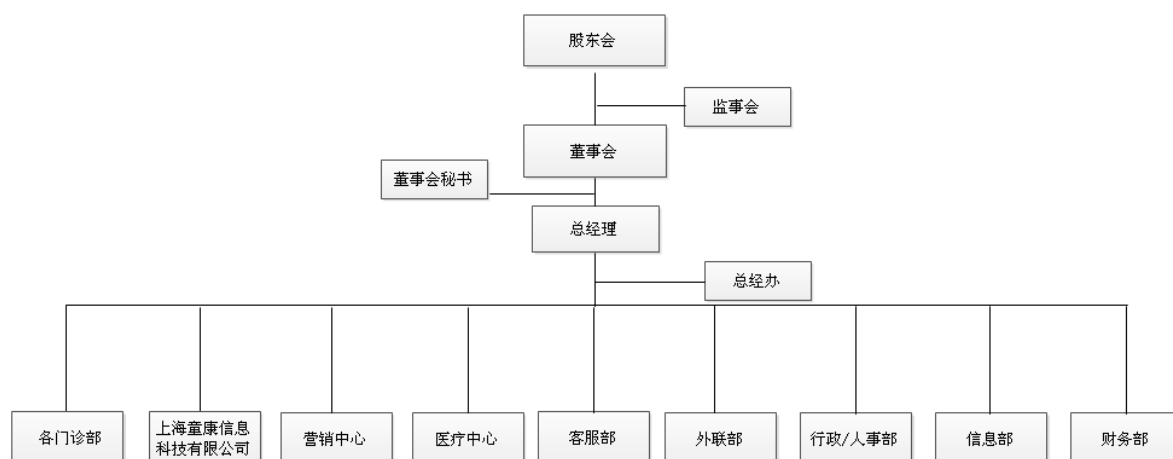 股东会
监事会
董事会
董事会秘书
总经理
总经办
各门诊部
上海童康信息
科技有限公司
营销中心
医疗中心
客服部
外联部
行政/人事部
信息部
财务部